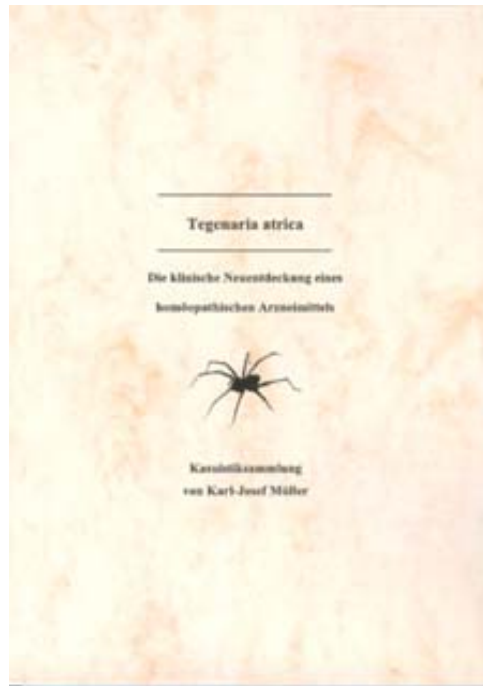 Tegenaria atrica
Die klinische Neuentdeckung eines
homöopathischen Arzneimittels
Kasuistiksammlung
von Karl-Josef Müller